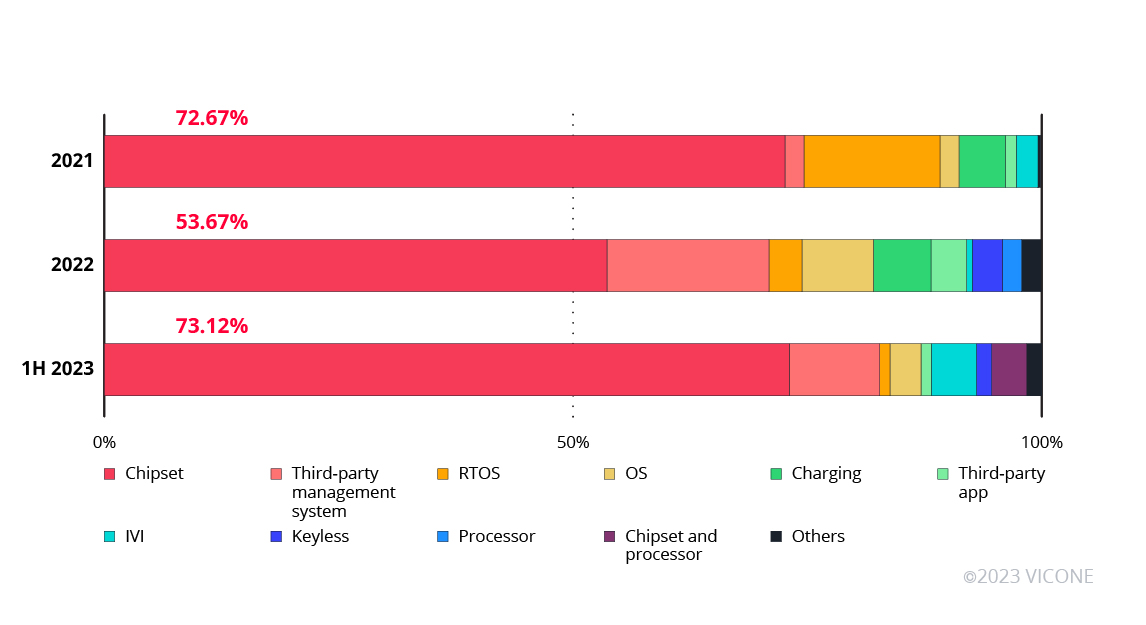 72.67%
2021
53.67%
2022
73.12%
1H 2023
0%
50%
100%
Chipset
Third-party
management
system
RTOS
OS
Charging
Third-party
app
IVI
Keyless
Processor
Chipset and
processor
Others
©2023 VICONE